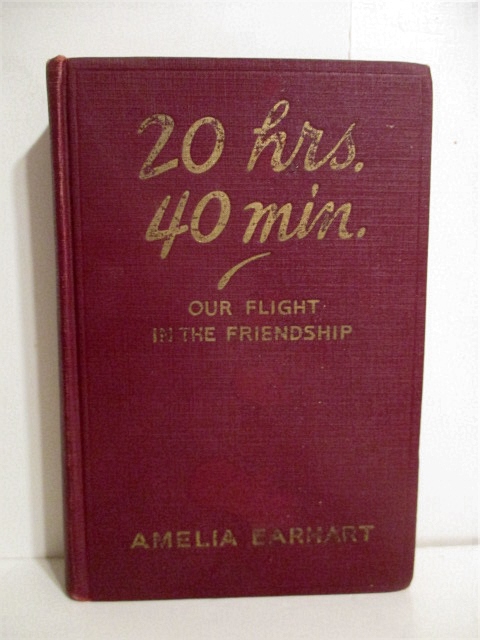 20 hrs.
40 min.
OUR FLIGHT
IN THE FRIENDSHIP
AMELIA EARHART